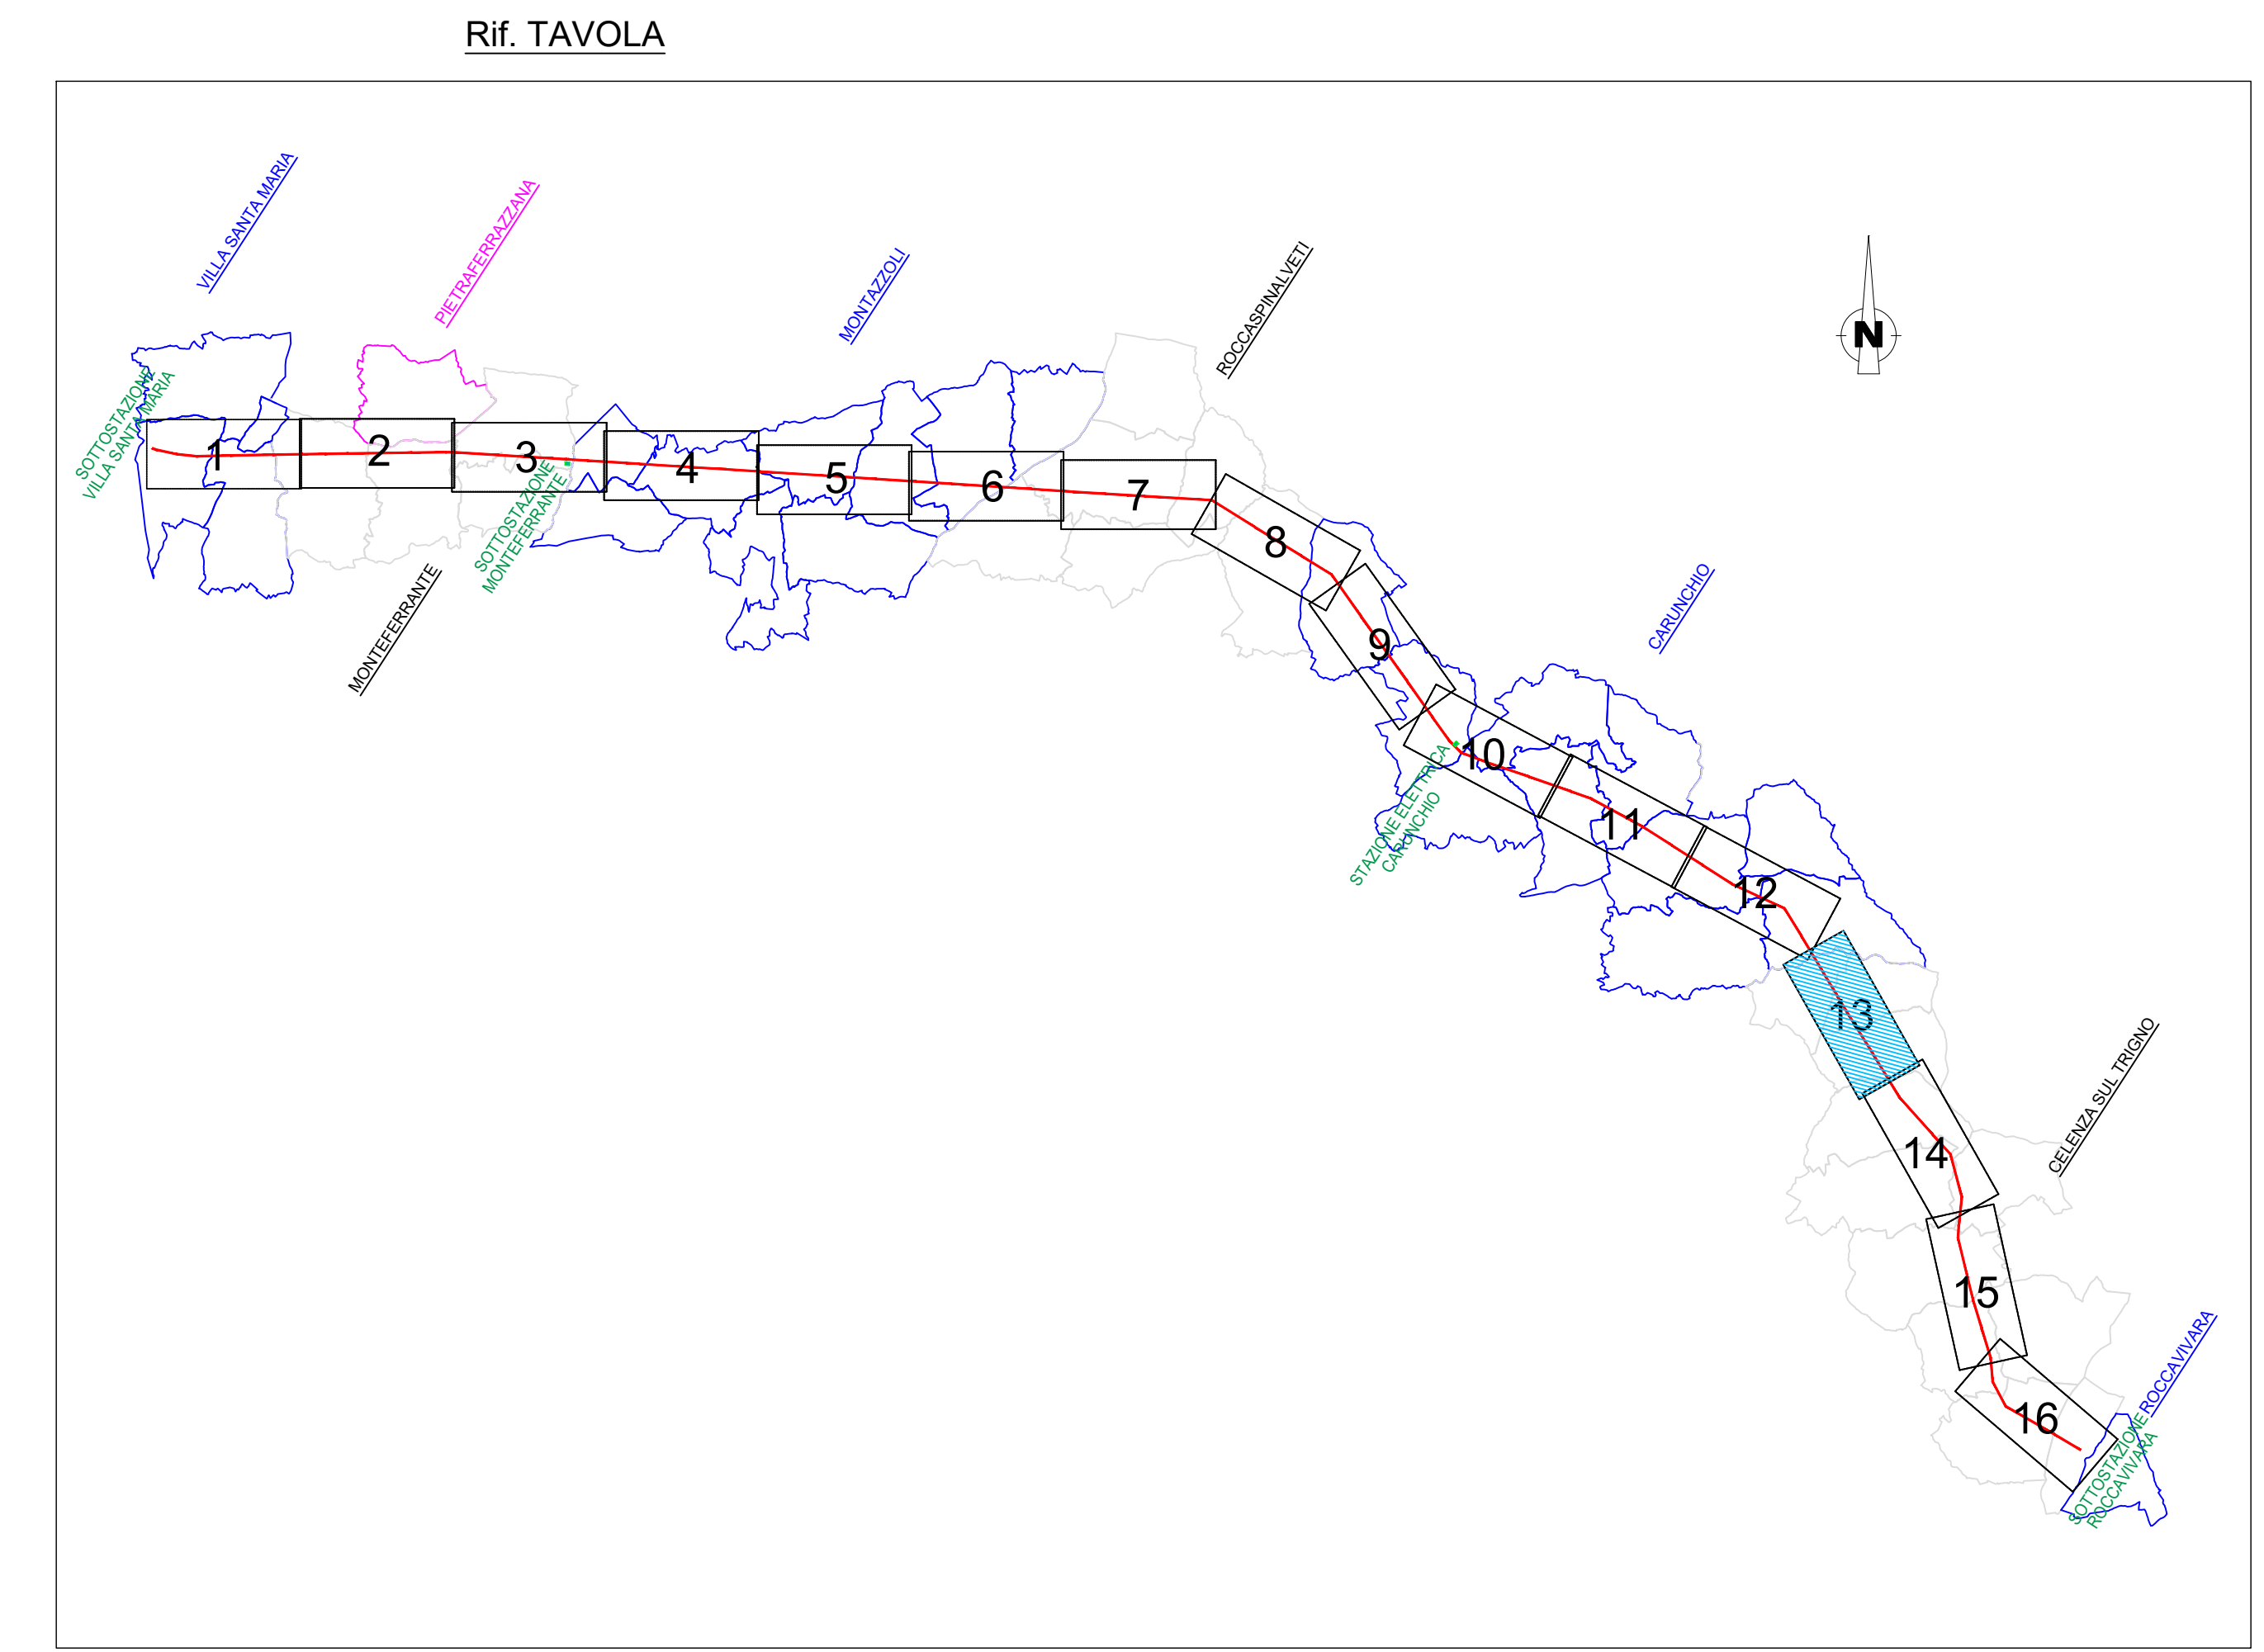 Rif. TAVOLA
VILLA SANTA MARIA
PIETRAFERRAZZANA
MONTAZZOLI
ROCCASPINALVETI
N
SOTTOSTAZIONE
VILLA SANTA MARIA
1
2
3
4
5
6
7
8
SOTTOSTAZIONE
MONTEFERRANTE
MONTEFERRANTE
9
CARUNCHIO
10
STAZIONE ELETTRICA
CARUNCHIO
11
12
13
CELENZA SUL TRIGNO
14
15
16
ROCCAVIVARA
SOTTOSTAZIONE
ROCCAVIVARA